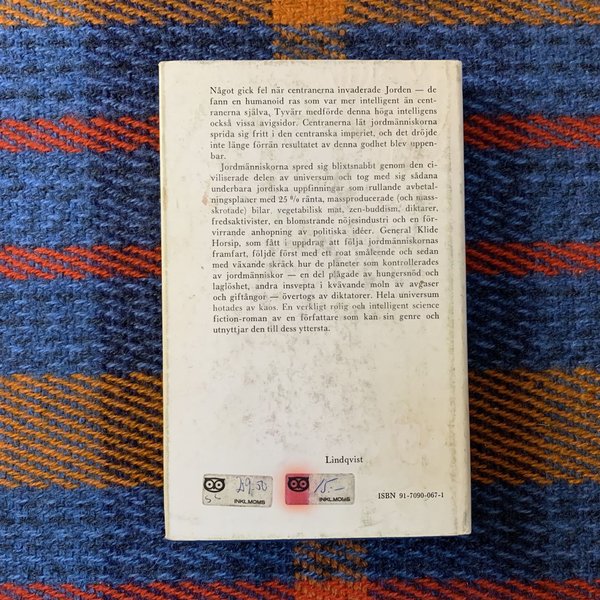 Något gick fel när centranerna invaderade Jorden — de
fann en humanoid ras som var mer intelligent än cent-
ranerna själva, Tyvärr medförde denna höga intelligens
också vissa avigsidor. Centranerna lät jordmänniskorna
sprida sig fritt i den centranska imperiet, och det dröjde
inte länge förrän resultatet av denna godhet blev uppen-
bar.
Jordmänniskorna spred sig blixtsnabbt genom den ci-
viliserade delen av universum och tog med sig sådana
underbara jordiska uppfinningar som rullande avbetal-
ningsplaner med 25 % ränta, massproducerade (och mass-
skrotade) bilar, vegetabilisk mat, zen-buddism, diktarer,
fredsaktivister, en blomstrande nöjesindustri och en för-
virrande anhopning av politiska idéer. General Klide
Horsip, som fått i uppdrag att följa jordmänniskornas
framfart, följde först med ett roat småleende och sedan
med växande skräck hur de planeter som kontrollerades
av jordmänniskor — en del plågade av hungersnöd och
laglöshet, andra insvepta i kvävande moln av avgaser
och giftångor — övertogs av diktatorer. Hela universum
hotades av kaos. En verkligt rolig och intelligent science
fiction-roman av en författare som kan sin genre och
utnyttjar den till dess yttersta.
Lindqvist
SC 29.50 INKL.MOMS
15:- INKL.MOMS
ISBN 91-7090-067-1